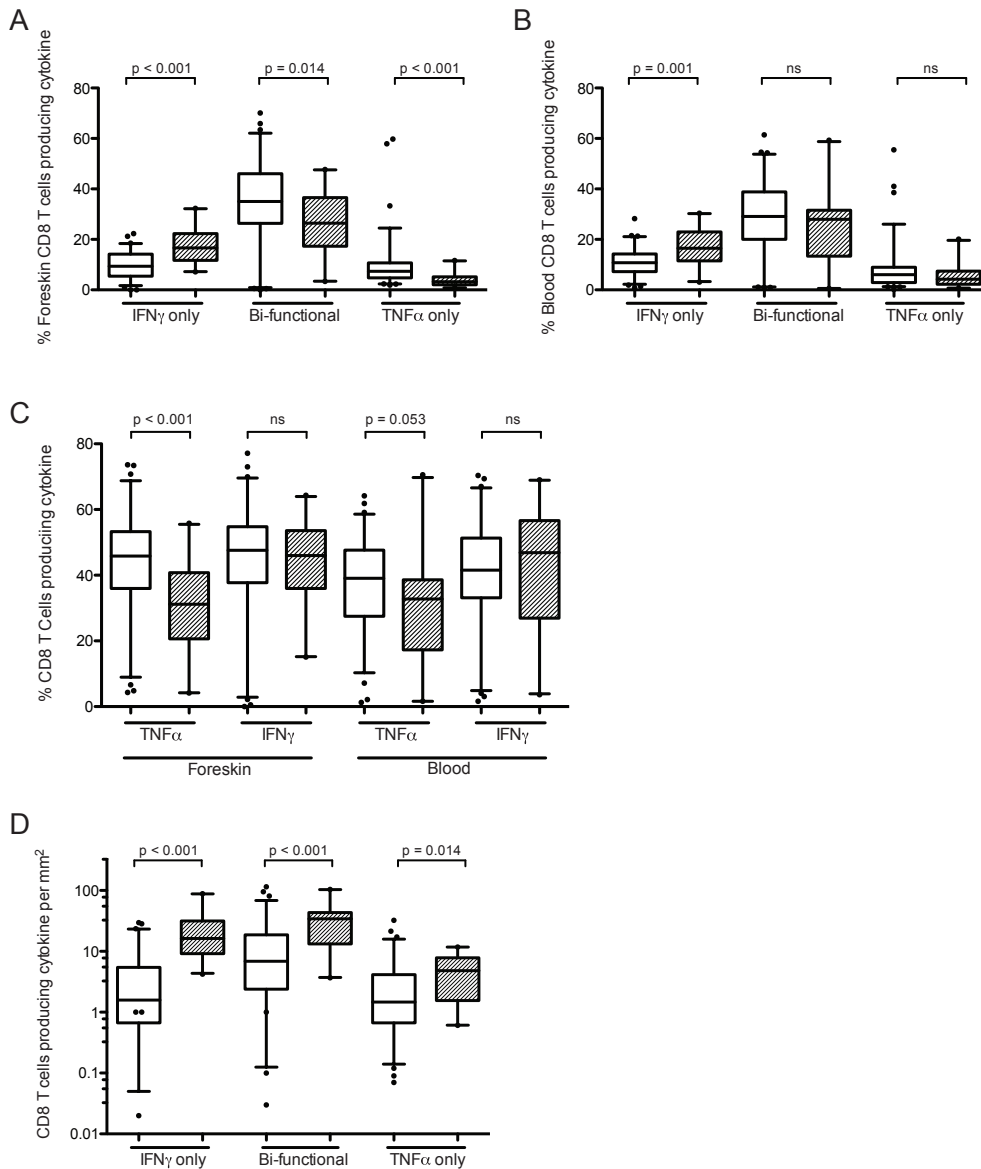 A
% Foreskin CD8 T cells producing cytokine
p < 0.001
p = 0.014
p <0.001
80
60
40
20
0
IFNγ only
Bi-functional
TNFα only
B
% Blood CD8 T cells producing cytokine
p = 0.001
ns
ns
80
60
40
20
0
IFNγ only
Bi-functional
TNFα only
C
% CD8 T Cells produciing cytokine
p < 0.001
ns
p = 0.053
ns
80
60
40
20
0
TNFα
IFNγ
TNFα
IFNγ
Foreskin
Blood
D
CD8 T cells producing cytokine per mm²
p < 0.001
p < 0.001
p = 0.014
100
10
1
0.1
0.01
IFNγ only
Bi-functional
TNFα only